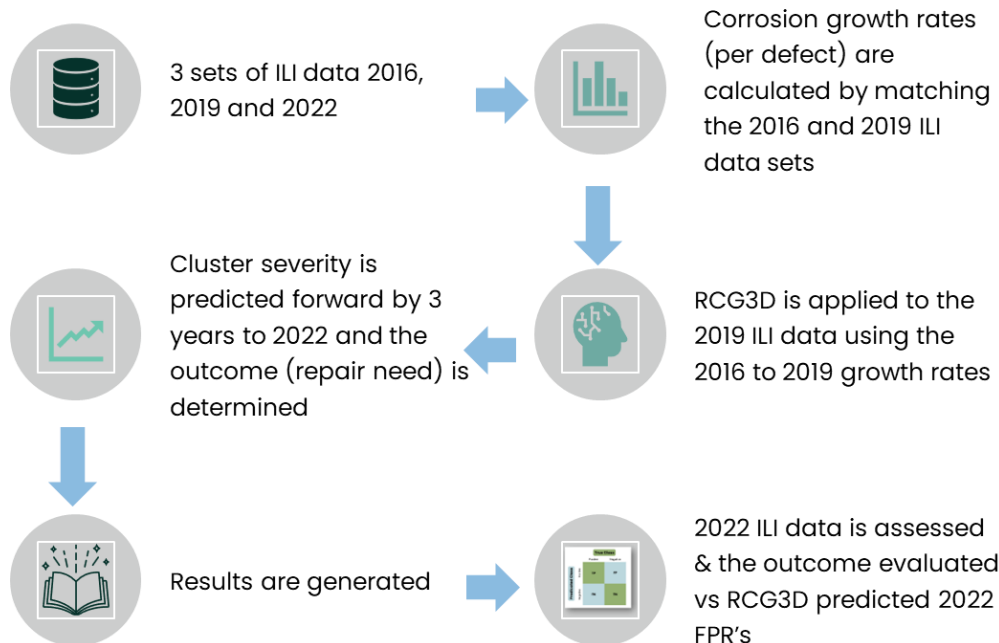 3 sets of ILI data 2016,
2019 and 2022
Corrosion growth rates
(per defect) are
calculated by matching
the 2016 and 2019 ILI
data sets
RCG3D is applied to the
2019 ILI data using the
2016 to 2019 growth rates
Cluster severity is
predicted forward by 3
years to 2022 and the
outcome (repair need) is
determined
Results are generated
2022 ILI data is assessed
& the outcome evaluated
vs RCG3D predicted 2022
FPR's